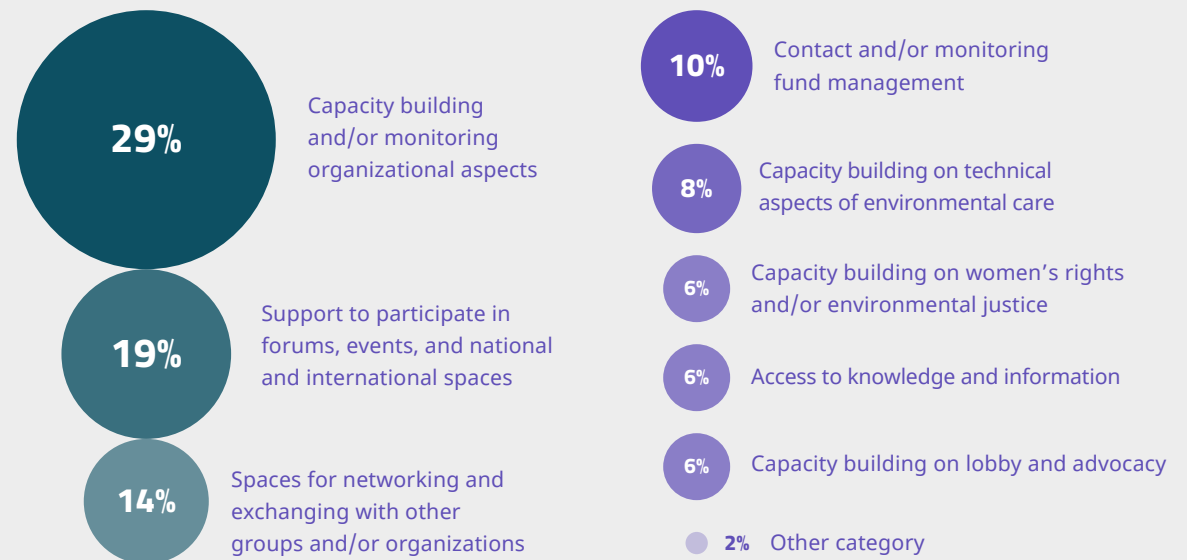 29%
Capacity building
and/or monitoring
organizational aspects
19%
Support to participate in
forums, events, and national
and international spaces
14%
Spaces for networking and
exchanging with other
groups and/or organizations
10%
Contact and/or monitoring
fund management
8%
Capacity building on technical
aspects of environmental care
6%
Capacity building on women’s rights
and/or environmental justice
6%
Access to knowledge and information
6%
Capacity building on lobby and advocacy
2% Other category